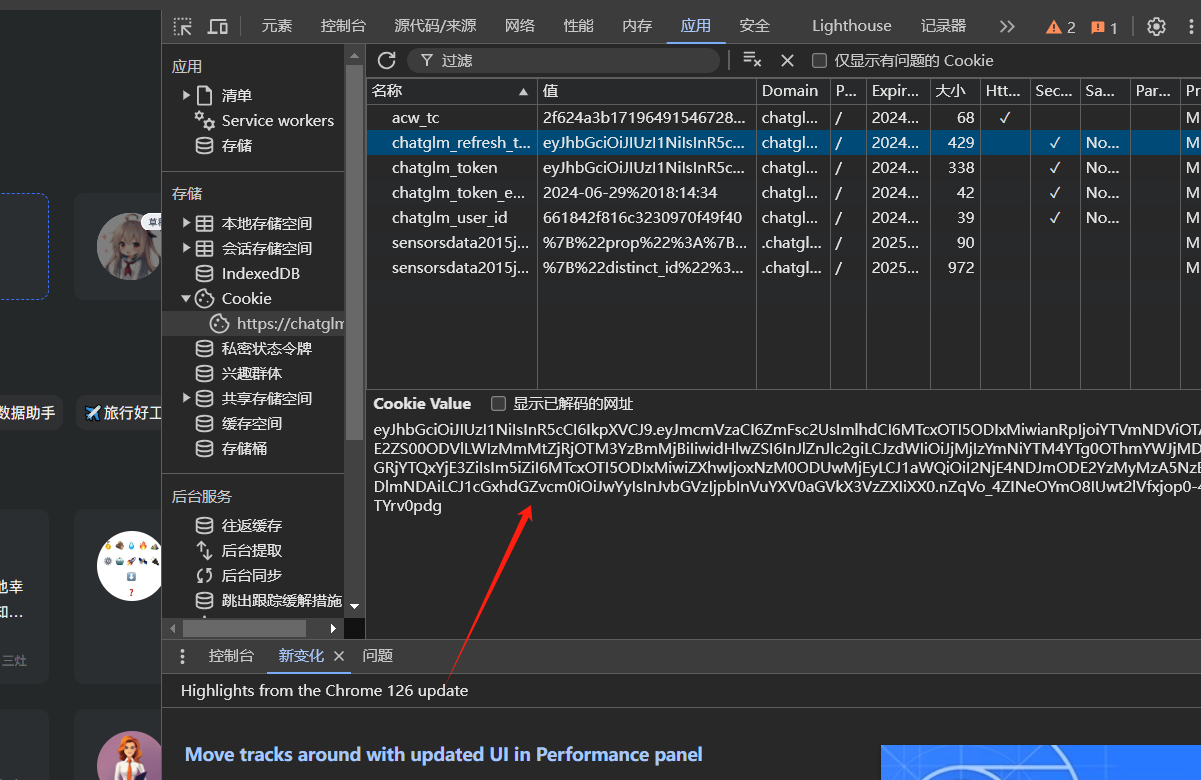 元素 控制台 源代码/来源 网络 性能 内存 应用 安全 Lighthouse 记录器 2 1
应用
清单
Service workers
存储
存储
本地存储空间
会话存储空间
IndexedDB
Cookie
https://chatglm
私密状态令牌
兴趣群体
共享存储空间
缓存空间
存储桶
后台服务
往返缓存
后台提取
后台同步
跳出跟踪缓解措施
过滤 仅显示有问题的 Cookie
名称 值 Domain P... Expir... 大小 Htt... Sec... Sa... Par... Pr
acw_tc 2f624a3b17196491546728... chatgl... / 2024... 68 ✓ M
chatglm_refresh_t... eyJhbGciOiJIUzI1NiIsInR5c... chatgl... / 2024... 429 ✓ No... M
chatglm_token eyJhbGciOiJIUzI1NiIsInR5c... chatgl... / 2024... 338 ✓ No... M
chatglm_token_e... 2024-06-29%2018:14:34 chatgl... / 2024... 42 ✓ No... M
chatglm_user_id 661842f816c3230970f49f40 chatgl... / 2024... 39 ✓ No... M
sensorsdata2015j... %7B%22prop%22%3A%7B... .chatgl... / 2025... 90 M
sensorsdata2015j... %7B%22distinct_id%22%3... .chatgl... / 2025... 972 M
Cookie Value 显示已解码的网址
eyJhbGciOiJIUzI1NiIsInR5cCI6IkpXVCJ9.eyJmcmVzaCI6ZmFsc2UsImlhdCI6MTcxOTI5ODIxMiwianRpIjoiYTVmNDViOTA
E2ZS00ODVlLWIzMmMtZjRjOTM3YzBmMjBiIiwidHlwZSI6InJlZnJlc2giLCJzdWIiOiJjMjIzYmNiYTM4YTg0OThmYWJjMD
GRjYTQxYjE3ZiIsIm5iZiI6MTcxOTI5ODIxMiwiZXhwIjoxNzM0ODUwMjEyLCJ1aWQiOiI2NjE4NDJmODE2YzMyMzA5NzB
DlmNDAiLCJ1cGxhdGZvcm0iOiJwYyIsInJvbGVzIjpbInVuYXV0aGVkX3VzZXIiXX0.nZqVo_4ZINeOYmO8IUwt2lVfxjop0-4
TYrv0pdg
控制台 新变化 问题
Highlights from the Chrome 126 update
Move tracks around with updated UI in Performance panel
数据助手 旅行好工
他幸
知...
三灶